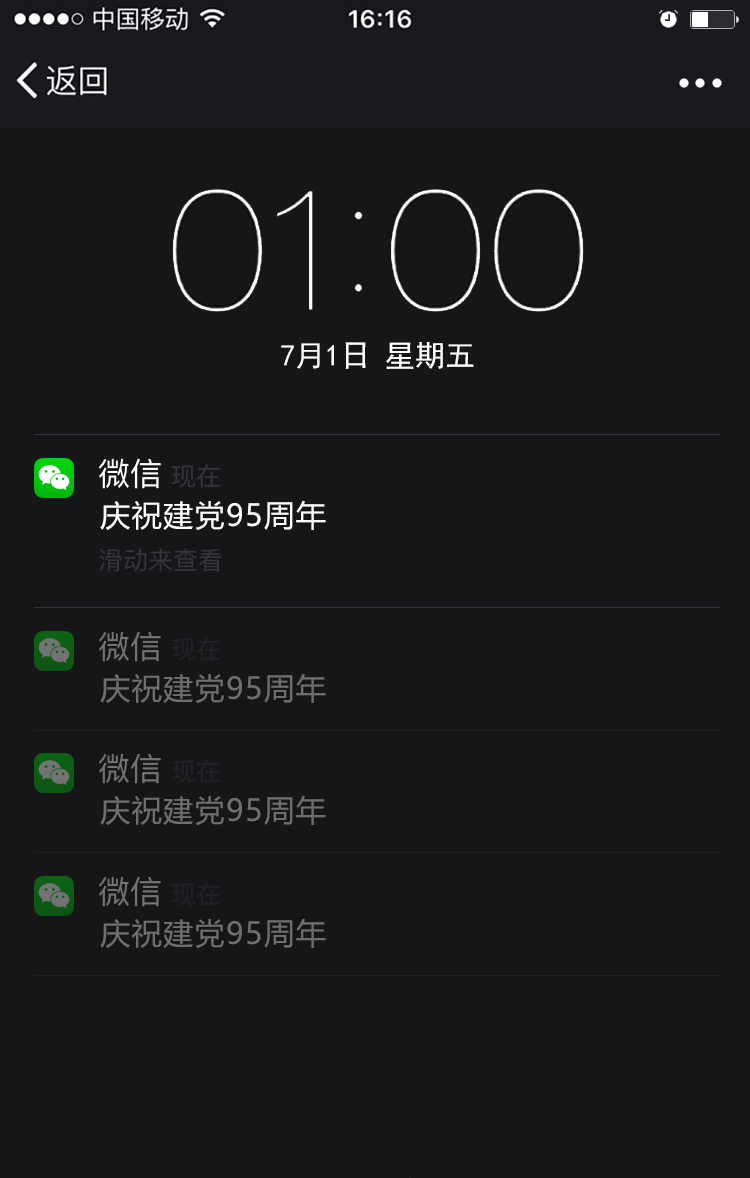 中国移动 16:16
返回
01:00
7月1日 星期五
微信 现在
庆祝建党95周年
滑动来查看
微信 现在
庆祝建党95周年
微信 现在
庆祝建党95周年
微信 现在
庆祝建党95周年